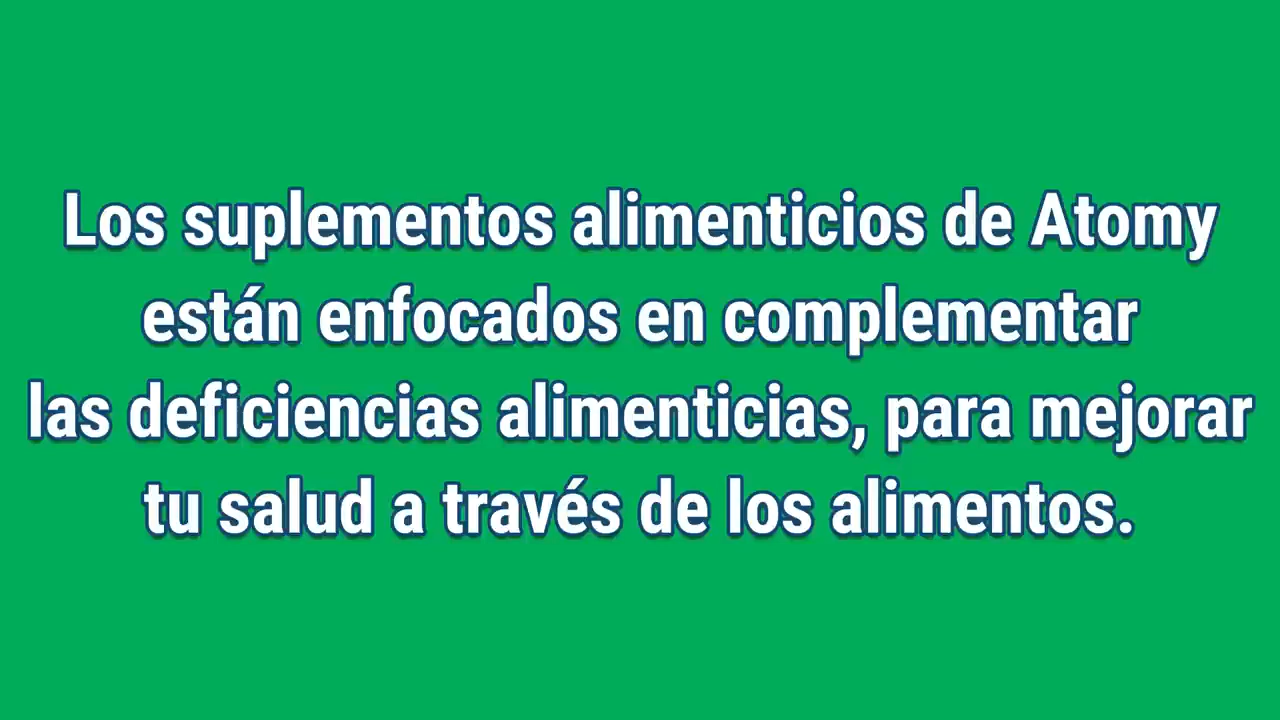 Los suplementos alimenticios de Atomy
están enfocados en complementar
las deficiencias alimenticias, para mejorar
tu salud a través de los alimentos.